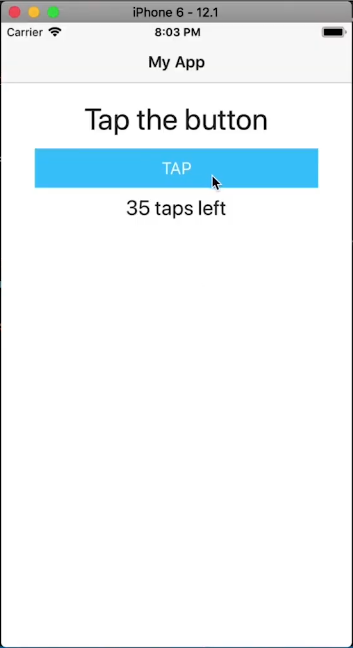 iPhone 6 - 12.1
Carrier 8:03 PM
My App
Tap the button
TAP
35 taps left